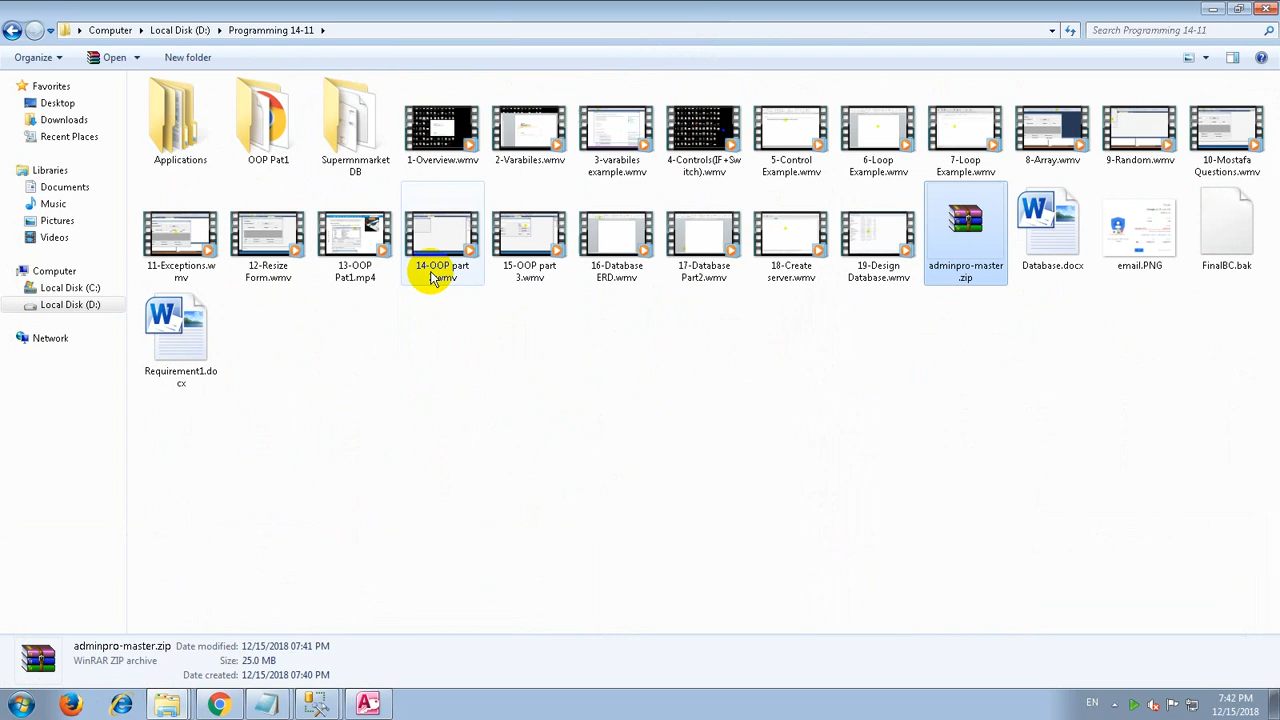 Computer Local Disk (D:) Programming 14-11
Search Programming 14-11
Organize Open New folder
Favorites
Desktop
Downloads
Recent Places
Libraries
Documents
Music
Pictures
Videos
Computer
Local Disk (C:)
Local Disk (D:)
Network
Applications
OOP Pat1
Supermnmarket
DB
1-Overview.wmv
2-Varabiles.wmv
3-varabiles
example.wmv
4-Controls(IF+Sw
itch).wmv
5-Control
Example.wmv
6-Loop
Example.wmv
7-Loop
Example.wmv
8-Array.wmv
9-Random.wmv
10-Mostafa
Questions.wmv
11-Exceptions.w
mv
12-Resize
Form.wmv
13-OOP
Pat1.mp4
14-OOP part
.wmv
15-OOP part
3.wmv
16-Database
ERD.wmv
17-Database
Part2.wmv
18-Create
server.wmv
19-Design
Database.wmv
adminpro-master
.zip
Database.docx
email.PNG
FinalBC.bak
Requirement1.do
cx
adminpro-master.zip Date modified: 12/15/2018 07:41 PM
WinRAR ZIP archive Size: 25.0 MB
Date created: 12/15/2018 07:40 PM
EN
7:42 PM
12/15/2018